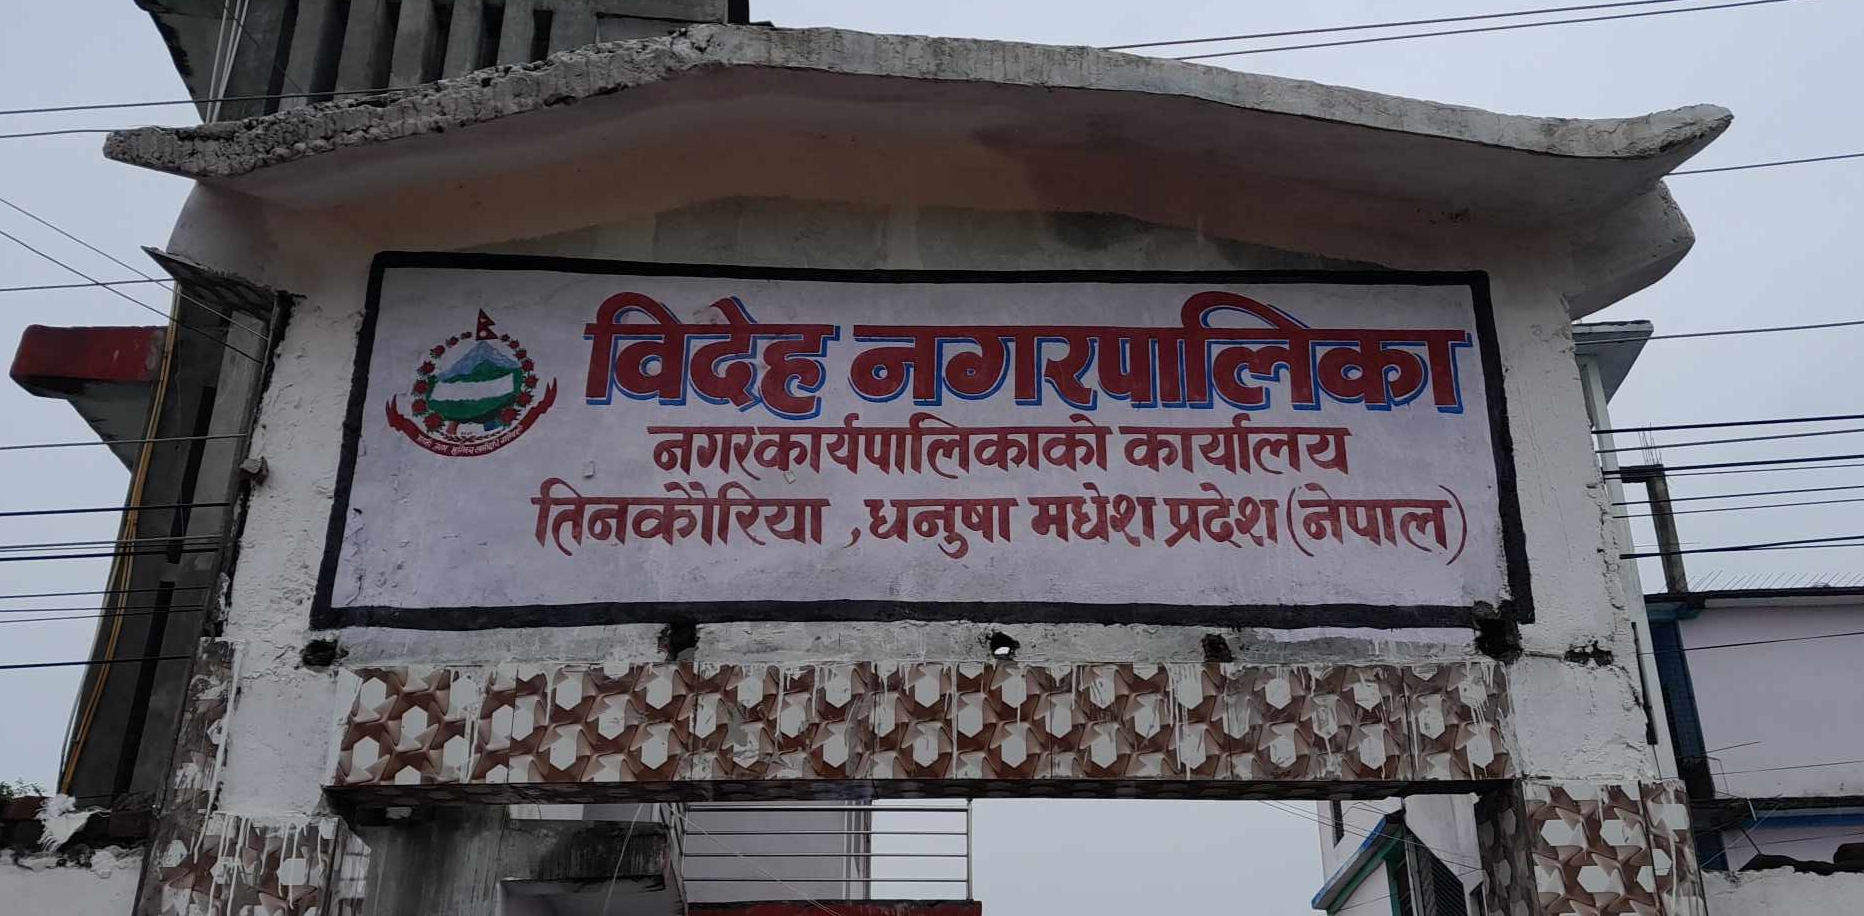 विदेह नगरपालिका
नगरकार्यपालिकाको कार्यालय
तिनकौरिया ,धनुषा मधेश प्रदेश (नेपाल)